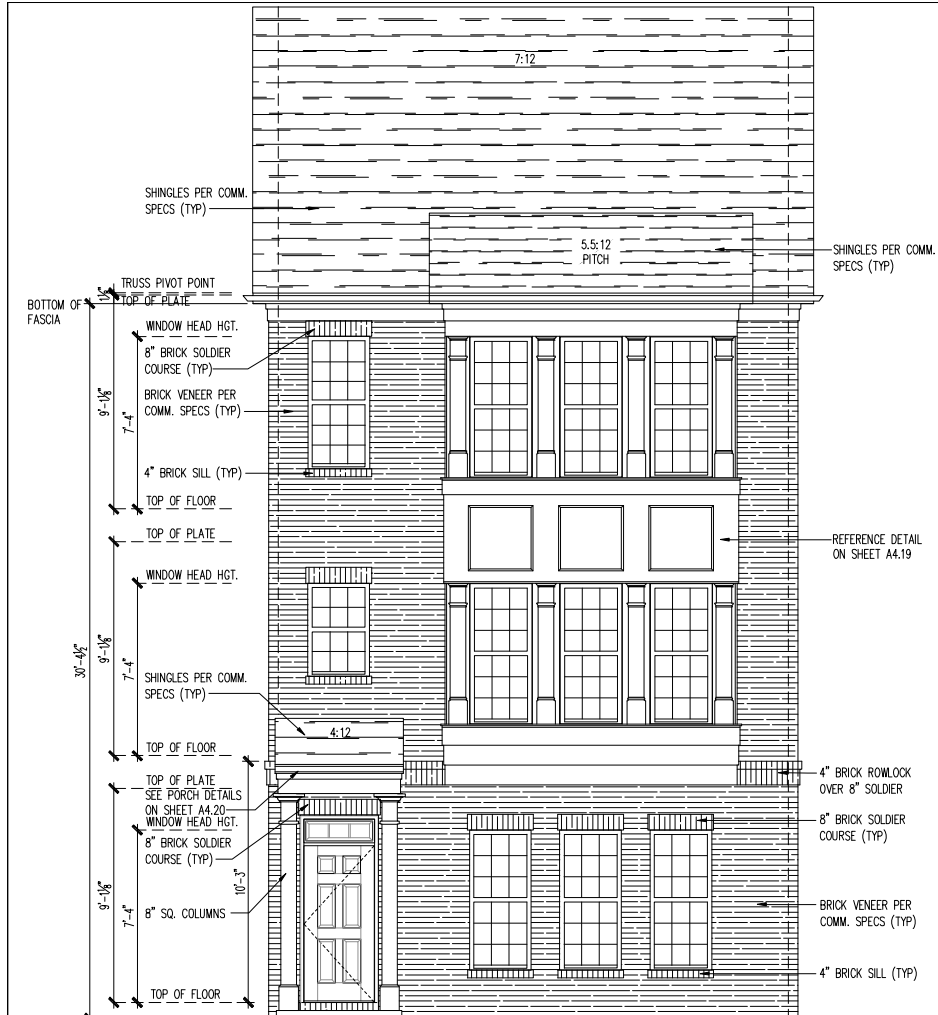 7:12
SHINGLES PER COMM.
SPECS (TYP)
5.5:12
PITCH
SHINGLES PER COMM.
SPECS (TYP)
TRUSS PIVOT POINT
TOP OF PLATE
BOTTOM OF
FASCIA
WINDOW HEAD HGT.
8" BRICK SOLDIER
COURSE (TYP)
BRICK VENEER PER
COMM. SPECS (TYP)
9'-1⅛"
7'-4"
4" BRICK SILL (TYP)
TOP OF FLOOR
TOP OF PLATE
REFERENCE DETAIL
ON SHEET A4.19
WINDOW HEAD HGT.
30'-4½"
9'-1⅛"
7'-4"
SHINGLES PER COMM.
SPECS (TYP)
4:12
TOP OF FLOOR
TOP OF PLATE
SEE PORCH DETAILS
ON SHEET A4.20
4" BRICK ROWLOCK
OVER 8" SOLDIER
WINDOW HEAD HGT.
8" BRICK SOLDIER
COURSE (TYP)
8" BRICK SOLDIER
COURSE (TYP)
10'-3"
9'-1⅛"
7'-4"
8" SQ. COLUMNS
BRICK VENEER PER
COMM. SPECS (TYP)
4" BRICK SILL (TYP)
TOP OF FLOOR